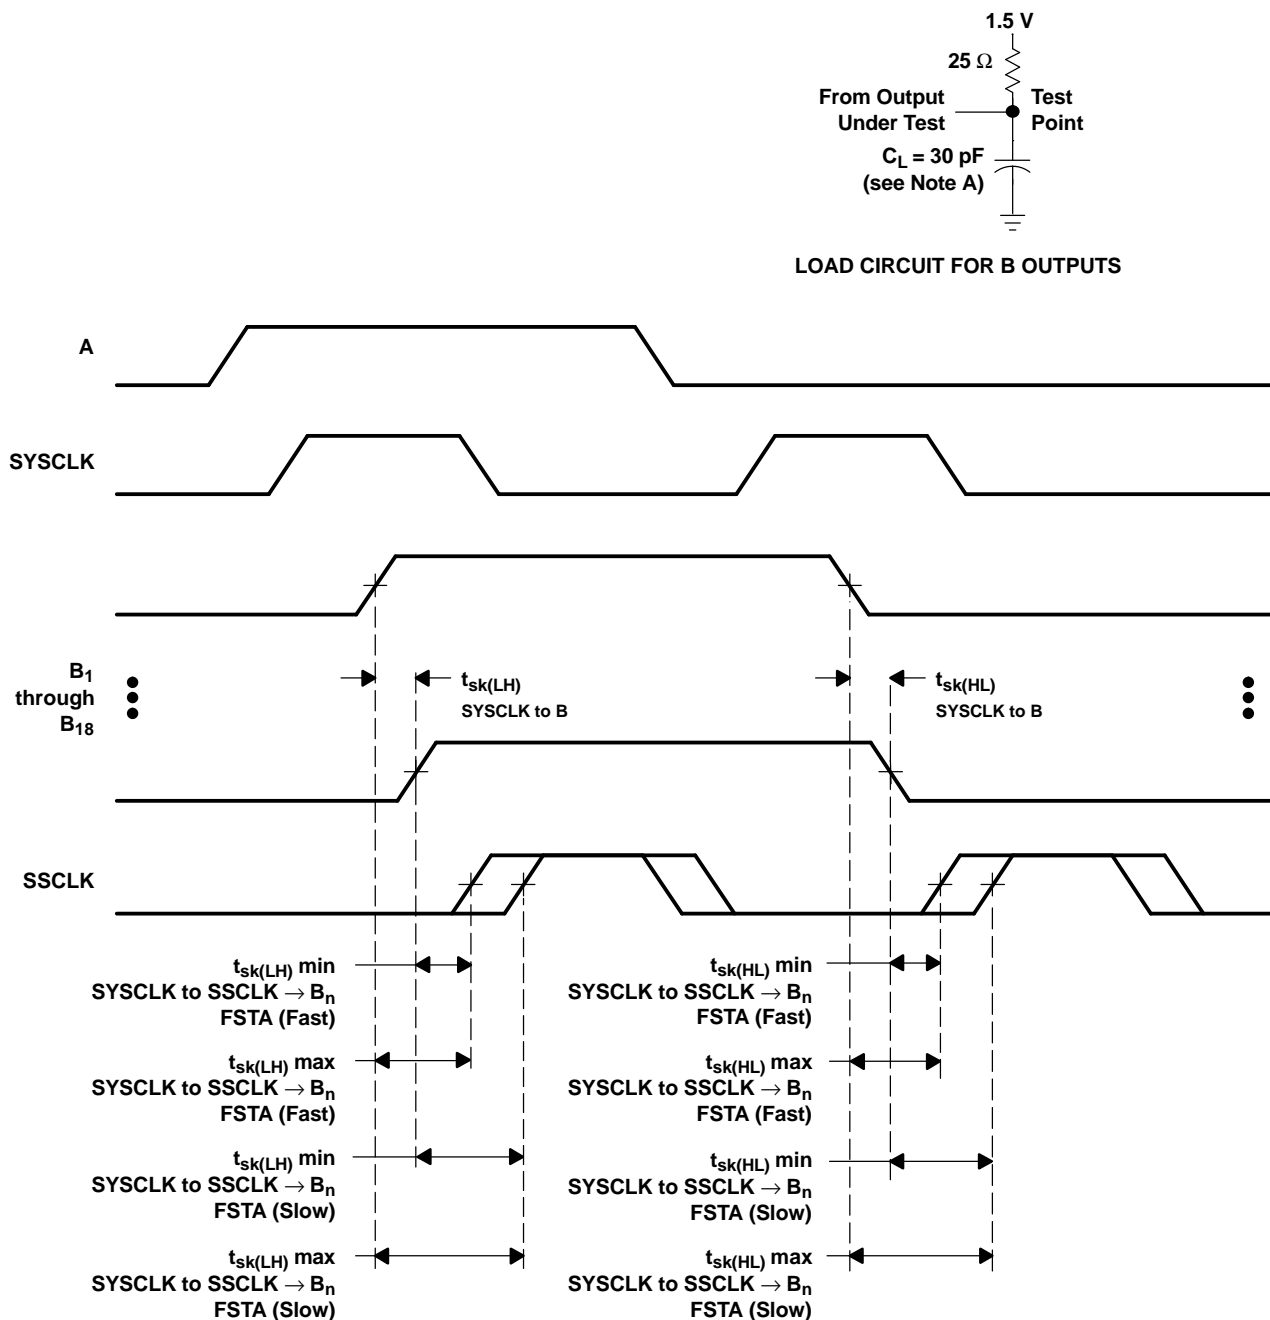 1.5 V
25 Ω
From Output
Under Test
Test
Point
CL = 30 pF
(see Note A)
LOAD CIRCUIT FOR B OUTPUTS
A
SYSCLK
B1
through
B18
tsk(LH)
SYSCLK to B
tsk(HL)
SYSCLK to B
SSCLK
tsk(LH) min
SYSCLK to SSCLK → Bn
FSTA (Fast)
tsk(HL) min
SYSCLK to SSCLK → Bn
FSTA (Fast)
tsk(LH) max
SYSCLK to SSCLK → Bn
FSTA (Fast)
tsk(HL) max
SYSCLK to SSCLK → Bn
FSTA (Fast)
tsk(LH) min
SYSCLK to SSCLK → Bn
FSTA (Slow)
tsk(HL) min
SYSCLK to SSCLK → Bn
FSTA (Slow)
tsk(LH) max
SYSCLK to SSCLK → Bn
FSTA (Slow)
tsk(HL) max
SYSCLK to SSCLK → Bn
FSTA (Slow)